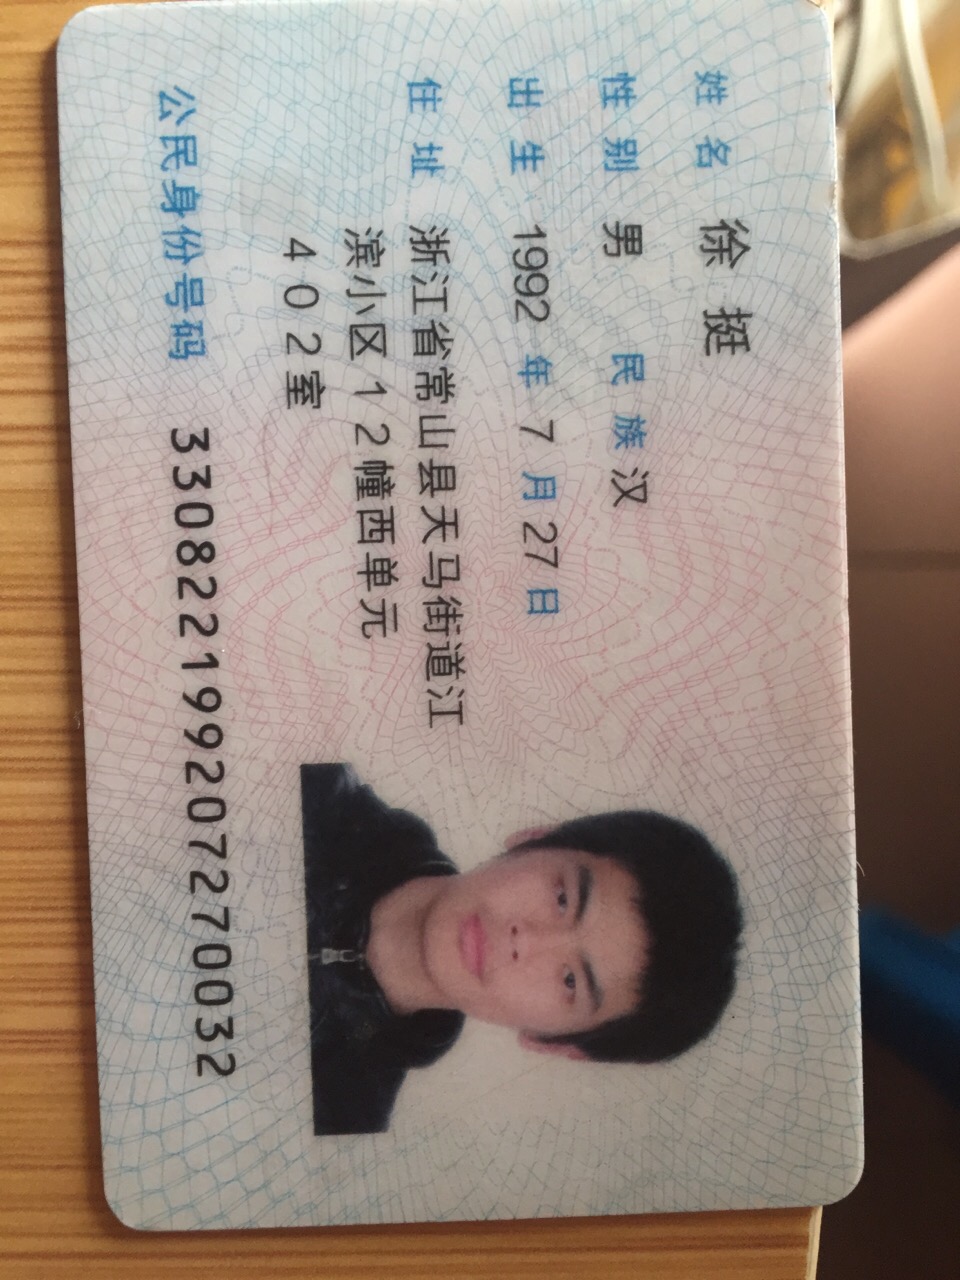 姓名 徐挺
性别 男 民族 汉
出生 1992 年 7 月 27 日
住址 浙江省常山县天马街道江
滨小区12幢西单元
402室
公民身份号码 330822199207270032